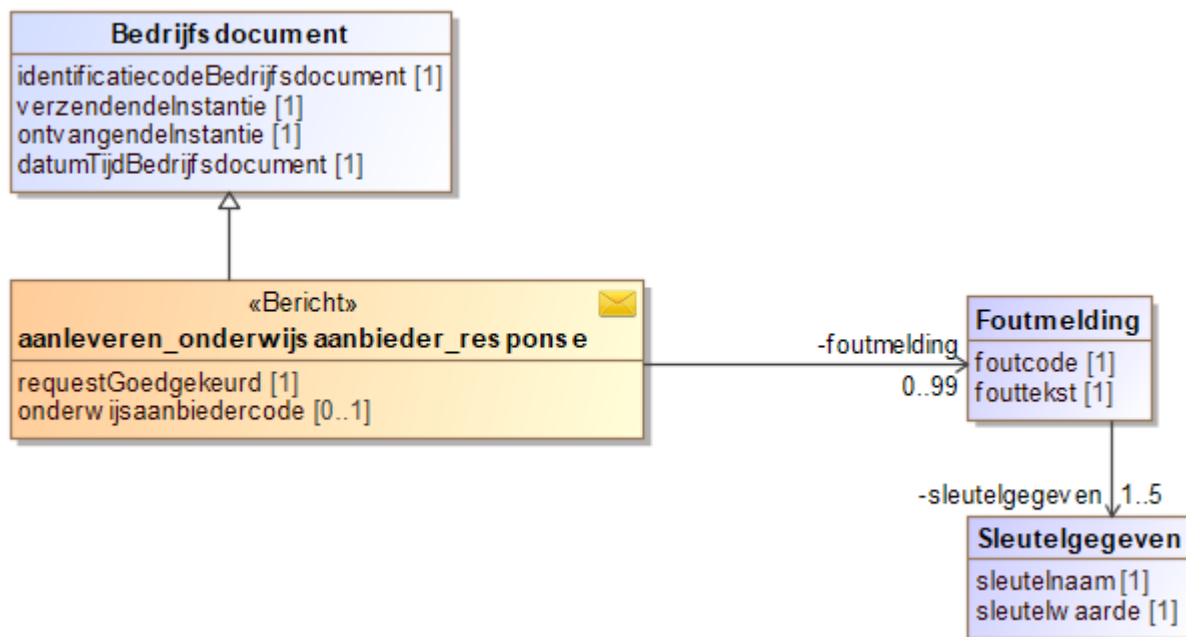 Bedrijfsdocument
identificatiecodeBedrijfsdocument [1]
verzendendeInstantie [1]
ontvangendeInstantie [1]
datumTijdBedrijfsdocument [1]
«Bericht»
aanleveren_onderwijsaanbieder_response
requestGoedgekeurd [1]
onderwijsaanbiedercode [0..1]
-foutmelding
0..99
Foutmelding
foutcode [1]
fouttekst [1]
-sleutelgegeven 1..5
Sleutelgegeven
sleutelnaam [1]
sleutelwaarde [1]